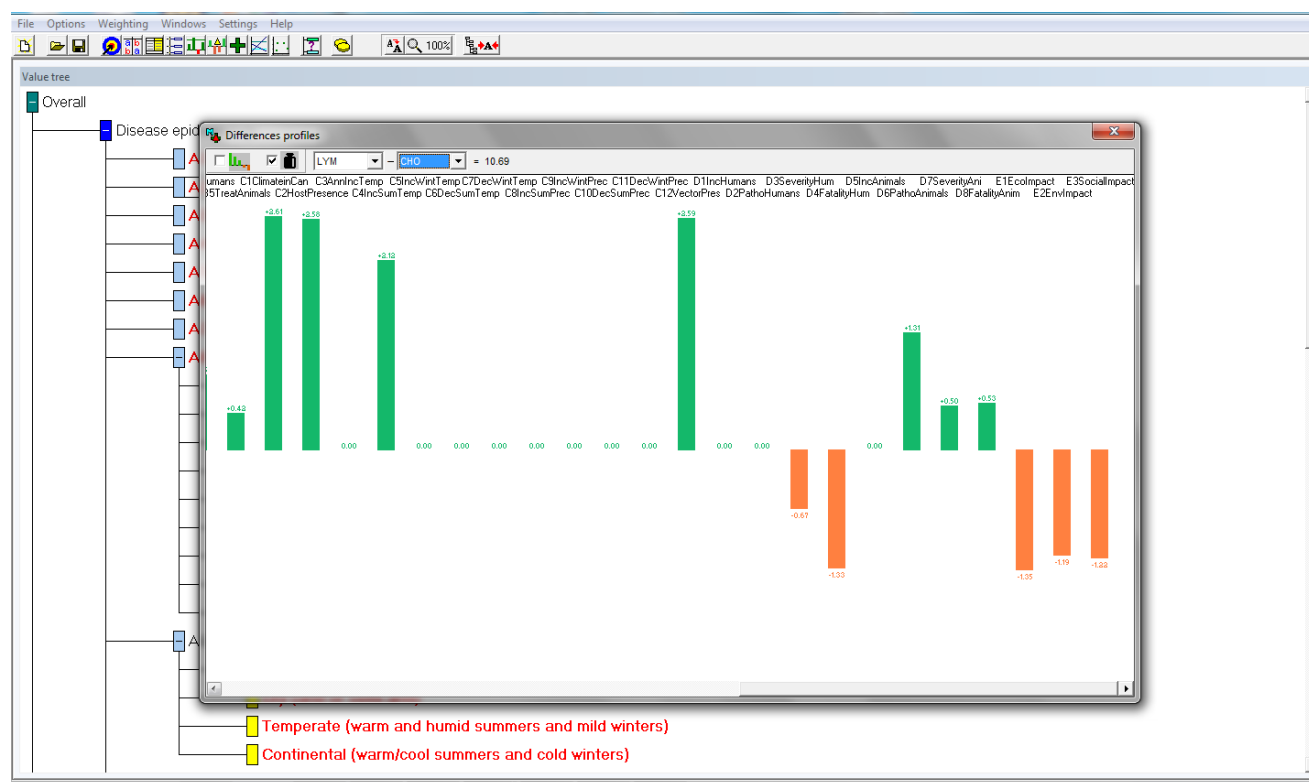 File Options Weighting Windows Settings Help
100%
Value tree
Overall
Disease epid
Differences profiles
LYM - CHO = 10.69
umans C1ClimateinCan C3AnnIncTemp C5IncWintTemp C7DecWintTemp C9IncWintPrec C11DecWintPrec D1IncHumans D3SeverityHum D5IncAnimals D7SeverityAni E1EcoImpact E3SocialImpact
35TreatAnimals C2HostPresence C4IncSumTemp C6DecSumTemp C8IncSumPrec C10DecSumPrec C12VectorPres D2PathoHumans D4FatalityHum D6PathoAnimals D8FatalityAnim E2EnvImpact
+2.61 +2.58 +2.59
+2.12
+1.31
+0.42 +0.50 +0.53
0.00 0.00 0.00 0.00 0.00 0.00 0.00 0.00 0.00 0.00 0.00
-0.67
-1.33 -1.35 -1.19 -1.22
A
A
A
A
A
A
A
A
A
Temperate (warm and humid summers and mild winters)
Continental (warm/cool summers and cold winters)